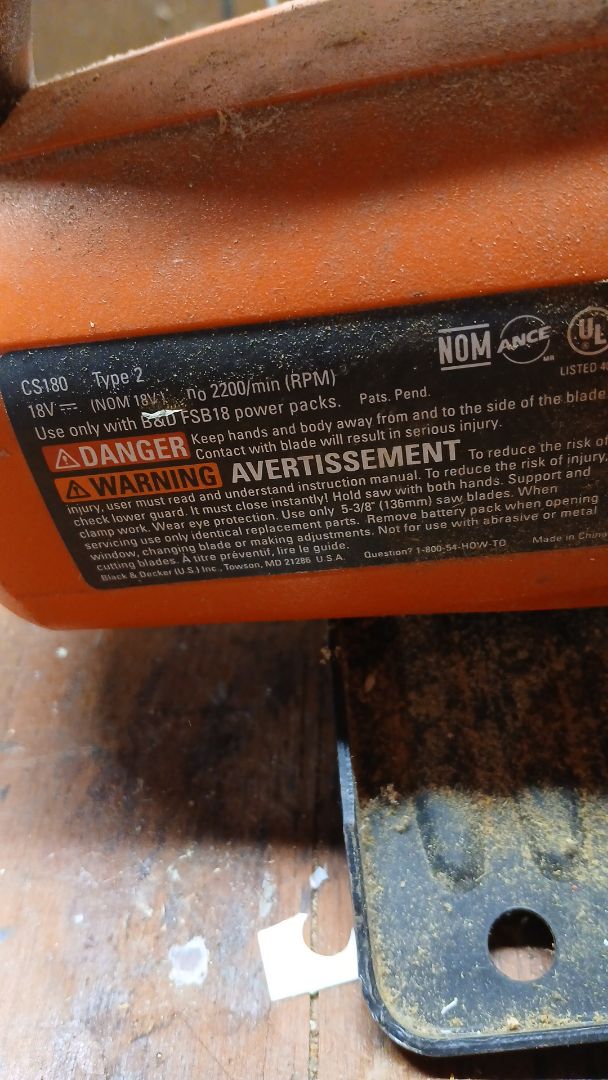 NOM ANCE MR UL
LISTED 40
CS180 Type 2
18V (NOM 18V) no 2200/min (RPM)
Use only with B&D FSB18 power packs. Pats. Pend.
DANGER Keep hands and body away from and to the side of the blade
Contact with blade will result in serious injury.
WARNING AVERTISSEMENT To reduce the risk of
injury, user must read and understand instruction manual. To reduce the risk of injury,
check lower guard. It must close instantly! Hold saw with both hands. Support and
clamp work. Wear eye protection. Use only 5-3/8" (136mm) saw blades. When
servicing use only identical replacement parts. Remove battery pack when opening
window, changing blade or making adjustments. Not for use with abrasive or metal
cutting blades. À titre préventif, lire le guide.
Black & Decker (U.S.) Inc., Towson, MD 21286 U.S.A. Question? 1-800-54-HOW-TO Made in China